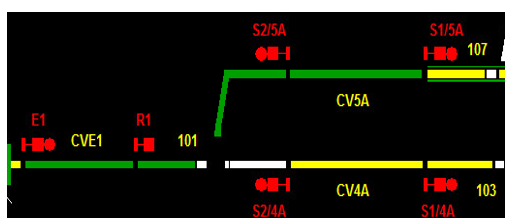 S2/5A S1/5A
107
CV5A
E1 R1
CVE1 101
CV4A 103
S2/4A S1/4A